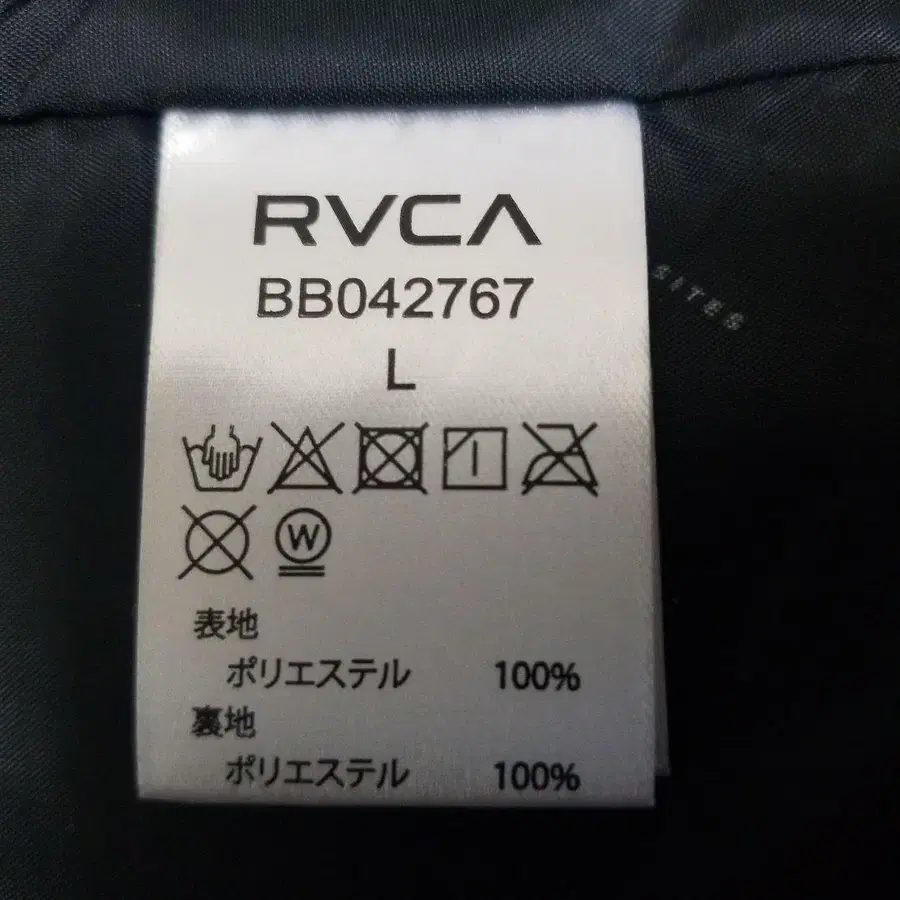 RVCA
BB042767
L
W
表地
ポリエステル 100%
裏地
ポリエステル 100%
SITES